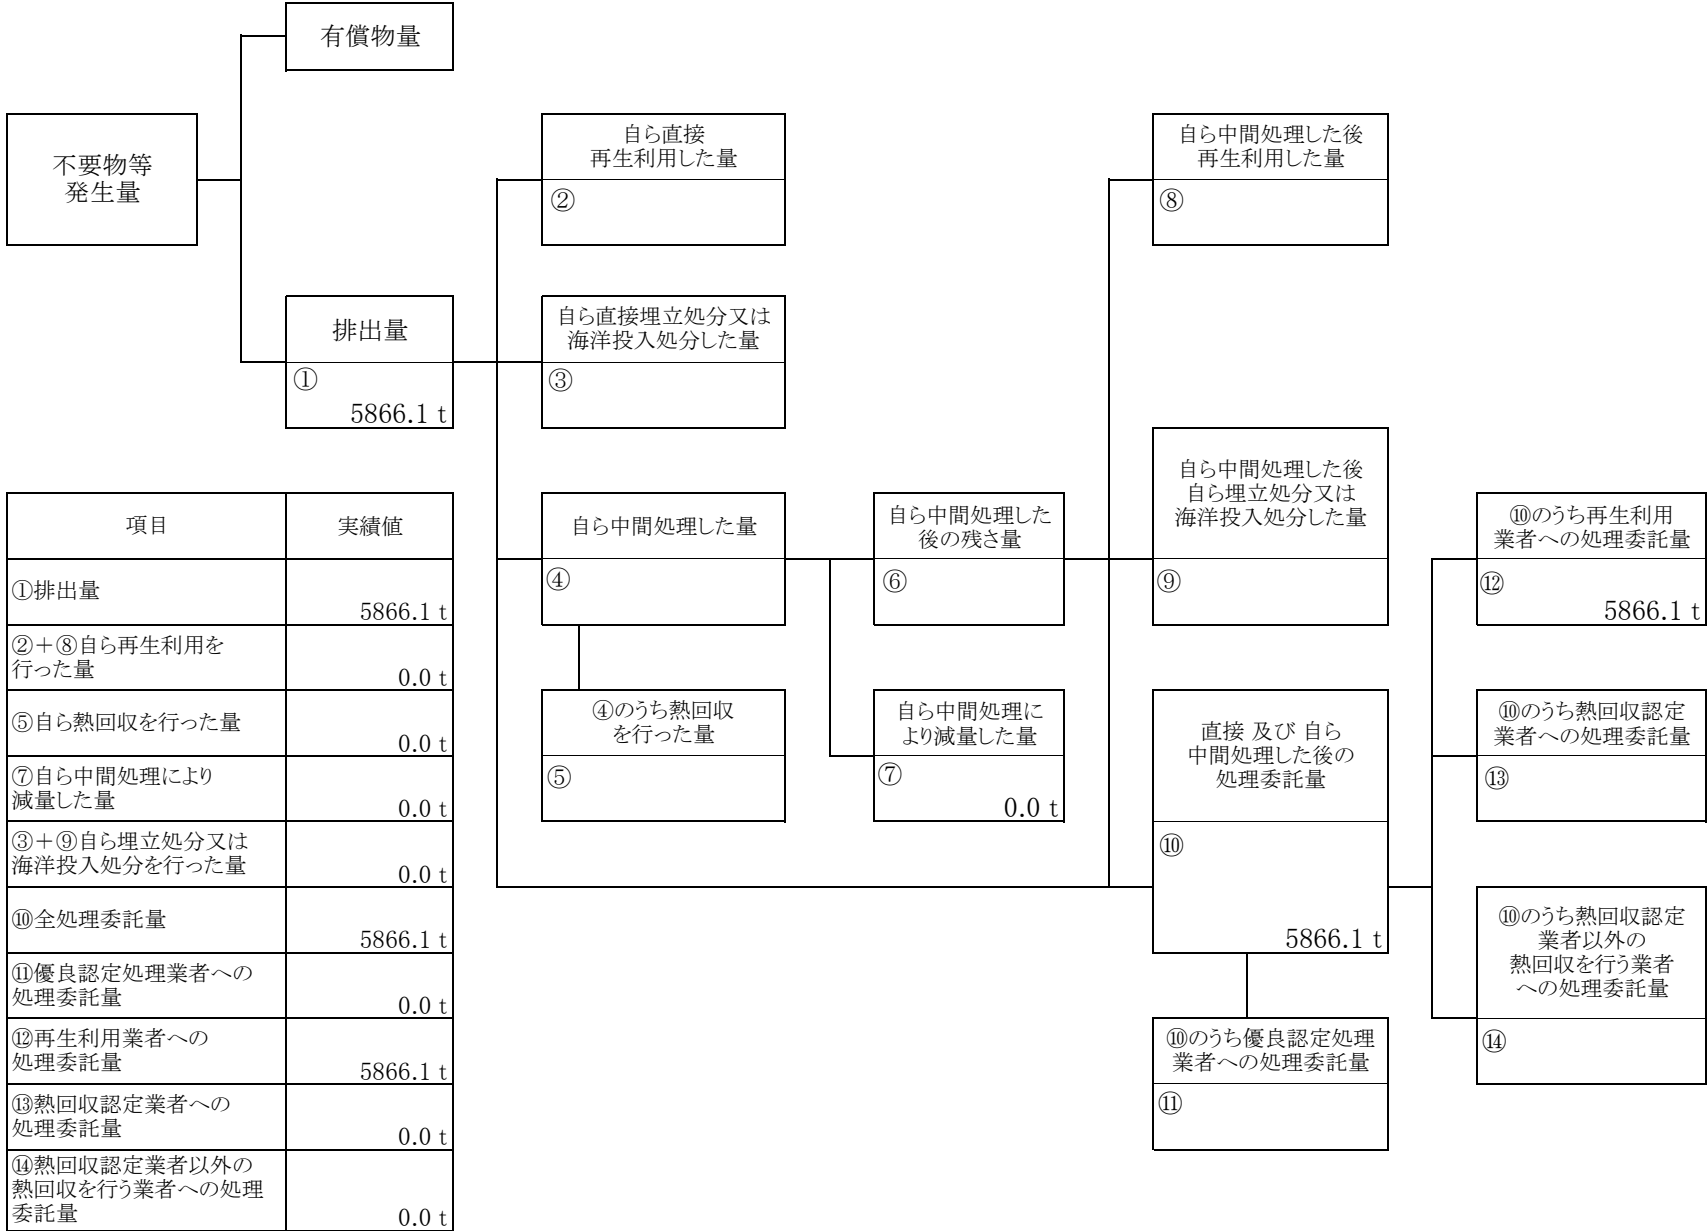 有償物量
不要物等
発生量
自ら直接
再生利用した量
②
自ら中間処理した後
再生利用した量
⑧
排出量
①
5866.1 t
自ら直接埋立処分又は
海洋投入処分した量
③
自ら中間処理した量
④
自ら中間処理した
後の残さ量
⑥
自ら中間処理した後
自ら埋立処分又は
海洋投入処分した量
⑨
⑩のうち再生利用
業者への処理委託量
⑫
5866.1 t
④のうち熱回収
を行った量
⑤
自ら中間処理に
より減量した量
⑦
0.0 t
直接 及び 自ら
中間処理した後の
処理委託量
⑩
5866.1 t
⑩のうち熱回収認定
業者への処理委託量
⑬
⑩のうち熱回収認定
業者以外の
熱回収を行う業者
への処理委託量
⑭
⑩のうち優良認定処理
業者への処理委託量
⑪
項目 実績値
①排出量
5866.1 t
②＋⑧自ら再生利用を
行った量
0.0 t
⑤自ら熱回収を行った量
0.0 t
⑦自ら中間処理により
減量した量
0.0 t
③＋⑨自ら埋立処分又は
海洋投入処分を行った量
0.0 t
⑩全処理委託量
5866.1 t
⑪優良認定処理業者への
処理委託量
0.0 t
⑫再生利用業者への
処理委託量
5866.1 t
⑬熱回収認定業者への
処理委託量
0.0 t
⑭熱回収認定業者以外の
熱回収を行う業者への処理
委託量
0.0 t